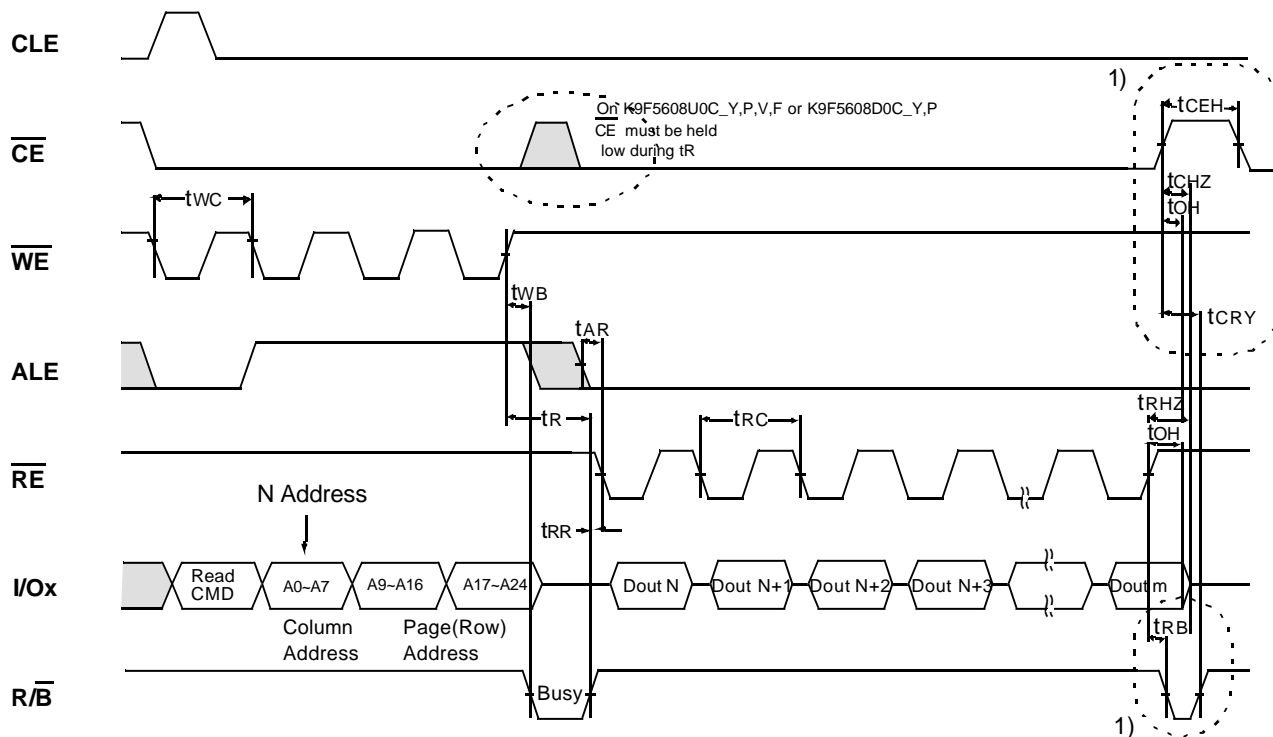 CLE
1)
On K9F5608U0C_Y,P,V,F or K9F5608D0C_Y,P
CE must be held
low during tR
tCEH
CE
tCHZ
tOH
tWC
WE
tWB
tCRY
tAR
ALE
tRHZ
tR
tRC
tOH
RE
N Address
tRR
I/Ox
Read
CMD
A0~A7
A9~A16
A17~A24
Dout N
Dout N+1
Dout N+2
Dout N+3
Dout m
Column
Address
Page(Row)
Address
tRB
R/B
Busy
1)